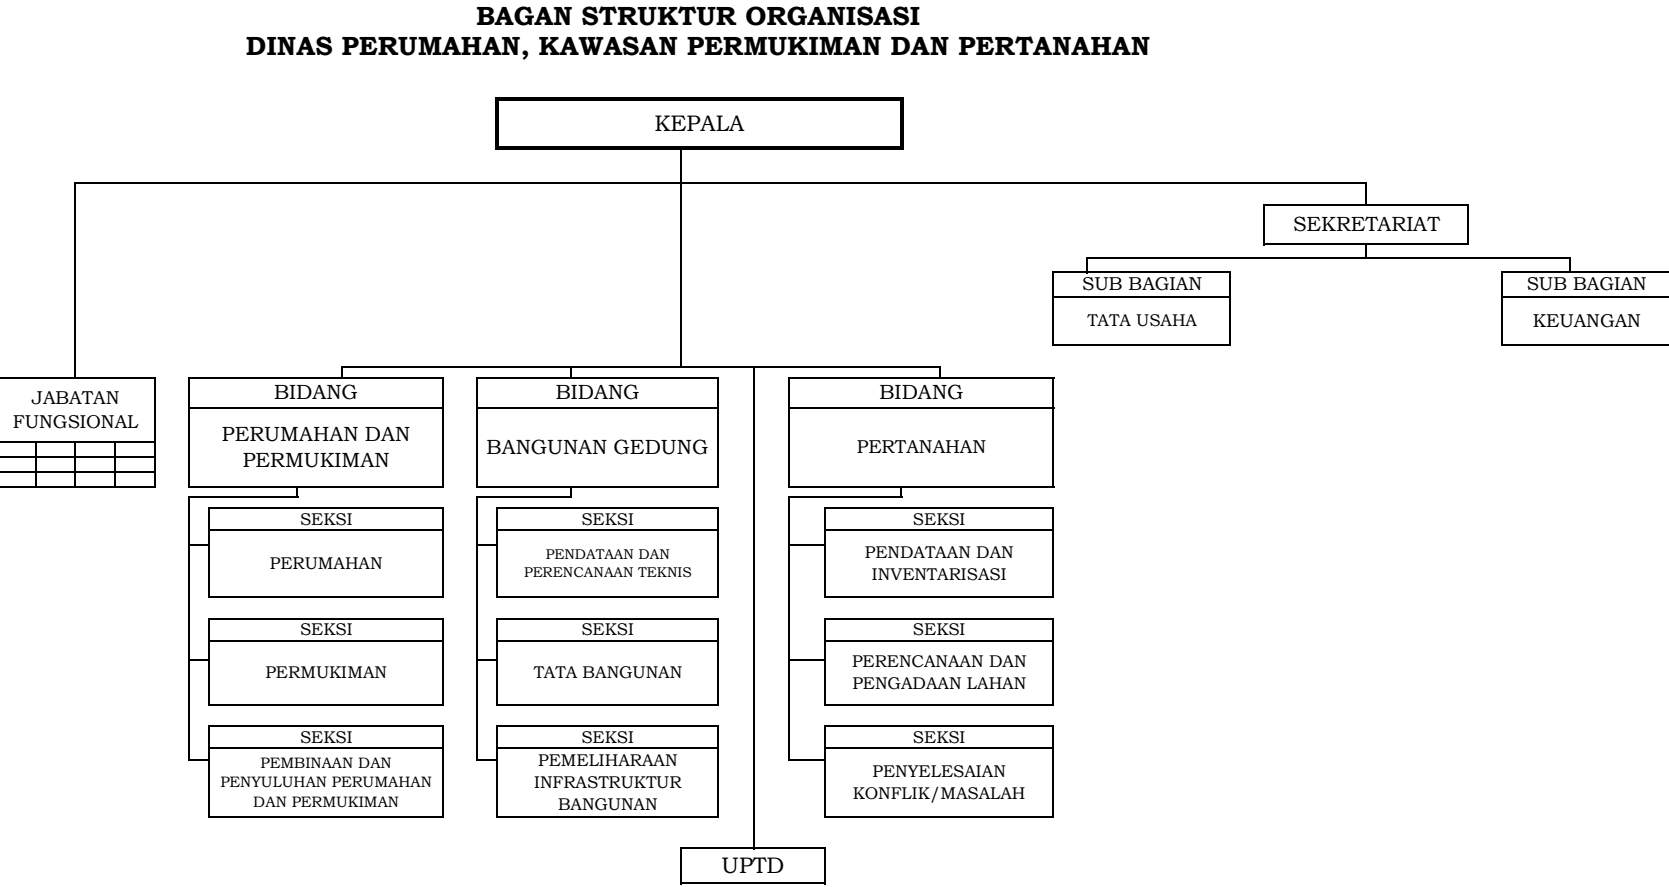 BAGAN STRUKTUR ORGANISASI
DINAS PERUMAHAN, KAWASAN PERMUKIMAN DAN PERTANAHAN
KEPALA
SEKRETARIAT
SUB BAGIAN
TATA USAHA
SUB BAGIAN
KEUANGAN
JABATAN
FUNGSIONAL
BIDANG
PERUMAHAN DAN
PERMUKIMAN
SEKSI
PERUMAHAN
SEKSI
PERMUKIMAN
SEKSI
PEMBINAAN DAN
PENYULUHAN PERUMAHAN
DAN PERMUKIMAN
BIDANG
BANGUNAN GEDUNG
SEKSI
PENDATAAN DAN
PERENCANAAN TEKNIS
SEKSI
TATA BANGUNAN
SEKSI
PEMELIHARAAN
INFRASTRUKTUR
BANGUNAN
BIDANG
PERTANAHAN
SEKSI
PENDATAAN DAN
INVENTARISASI
SEKSI
PERENCANAAN DAN
PENGADAAN LAHAN
SEKSI
PENYELESAIAN
KONFLIK/MASALAH
UPTD